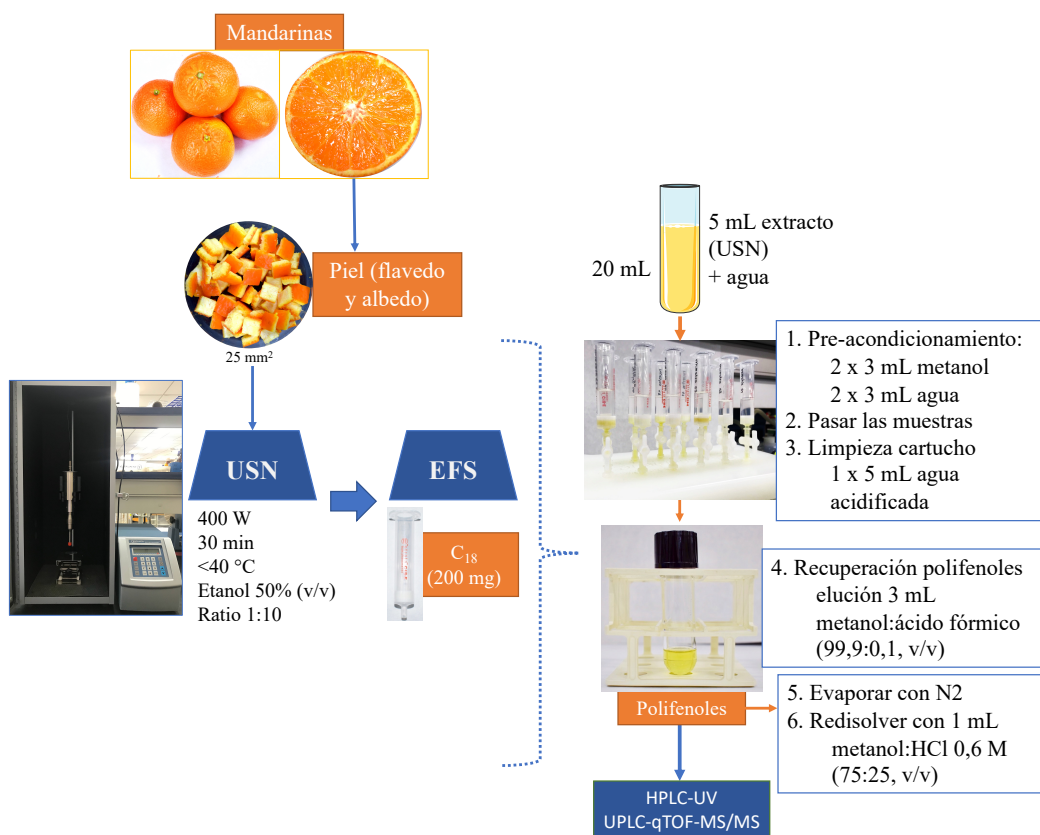 Mandarinas
Piel (flavedo
y albedo)
25 mm²
USN
400 W
30 min
<40 °C
Etanol 50% (v/v)
Ratio 1:10
EFS
C₁₈
(200 mg)
20 mL
5 mL extracto
(USN)
+ agua
1. Pre-acondicionamiento:
2 x 3 mL metanol
2 x 3 mL agua
2. Pasar las muestras
3. Limpieza cartucho
1 x 5 mL agua
acidificada
4. Recuperación polifenoles
elución 3 mL
metanol:ácido fórmico
(99,9:0,1, v/v)
Polifenoles
5. Evaporar con N2
6. Redisolver con 1 mL
metanol:HCl 0,6 M
(75:25, v/v)
HPLC-UV
UPLC-qTOF-MS/MS